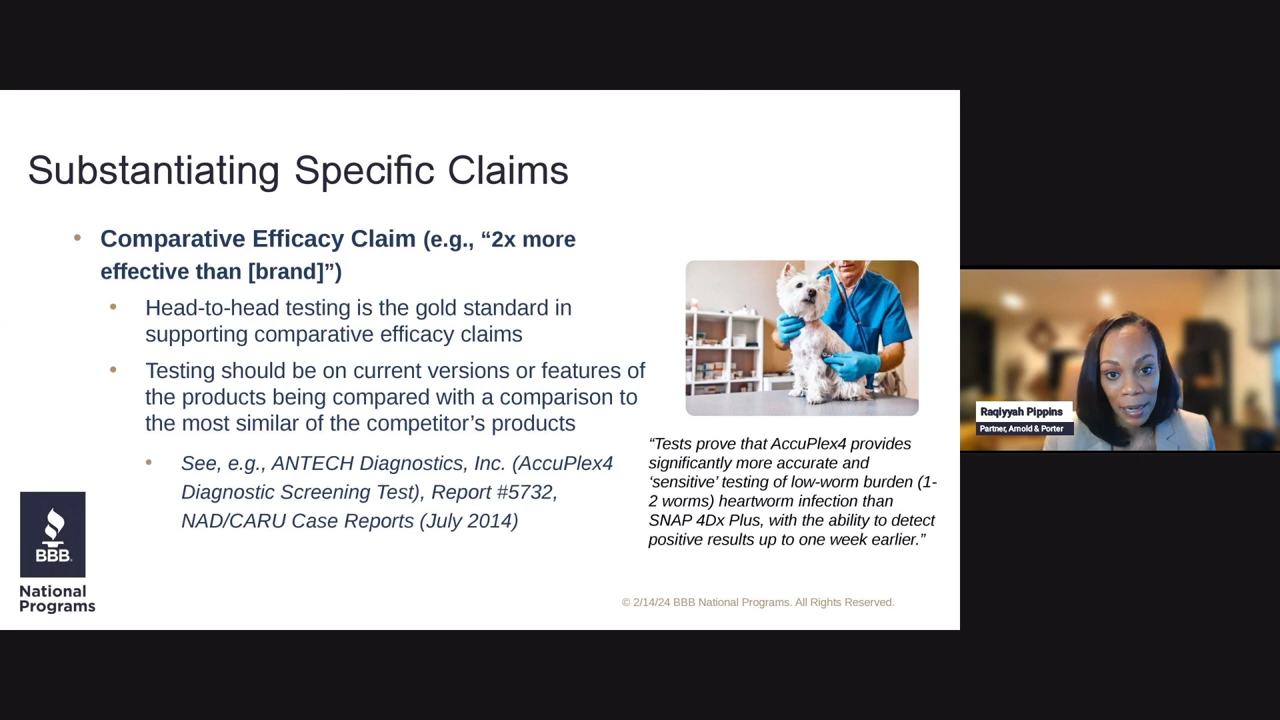 Substantiating Specific Claims
• Comparative Efficacy Claim (e.g., “2x more
effective than [brand]”)
• Head-to-head testing is the gold standard in
supporting comparative efficacy claims
• Testing should be on current versions or features of
the products being compared with a comparison to
the most similar of the competitor’s products
• See, e.g., ANTECH Diagnostics, Inc. (AccuPlex4
Diagnostic Screening Test), Report #5732,
NAD/CARU Case Reports (July 2014)
“Tests prove that AccuPlex4 provides
significantly more accurate and
‘sensitive’ testing of low-worm burden (1-
2 worms) heartworm infection than
SNAP 4Dx Plus, with the ability to detect
positive results up to one week earlier.”
BBB.
National
Programs
© 2/14/24 BBB National Programs. All Rights Reserved.
Raqiyyah Pippins
Partner, Arnold & Porter